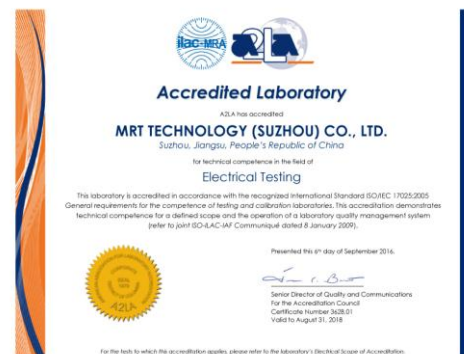 ilac-MRA
A2LA
Accredited Laboratory
A2LA has accredited
MRT TECHNOLOGY (SUZHOU) CO., LTD.
Suzhou, Jiangsu, People's Republic of China
for technical competence in the field of
Electrical Testing
This laboratory is accredited in accordance with the recognized International Standard ISO/IEC 17025:2005
General requirements for the competence of testing and calibration laboratories. This accreditation demonstrates
technical competence for a defined scope and the operation of a laboratory quality management system
(refer to joint ISO-ILAC-IAF Communiqué dated 8 January 2009).
Presented this 6th day of September 2016.
Senior Director of Quality and Communications
For the Accreditation Council
Certificate Number 3628.01
Valid to August 31, 2018
CORPORATE
SEAL
1978
A2LA
For the tests to which this accreditation applies, please refer to the laboratory's Electrical Scope of Accreditation.